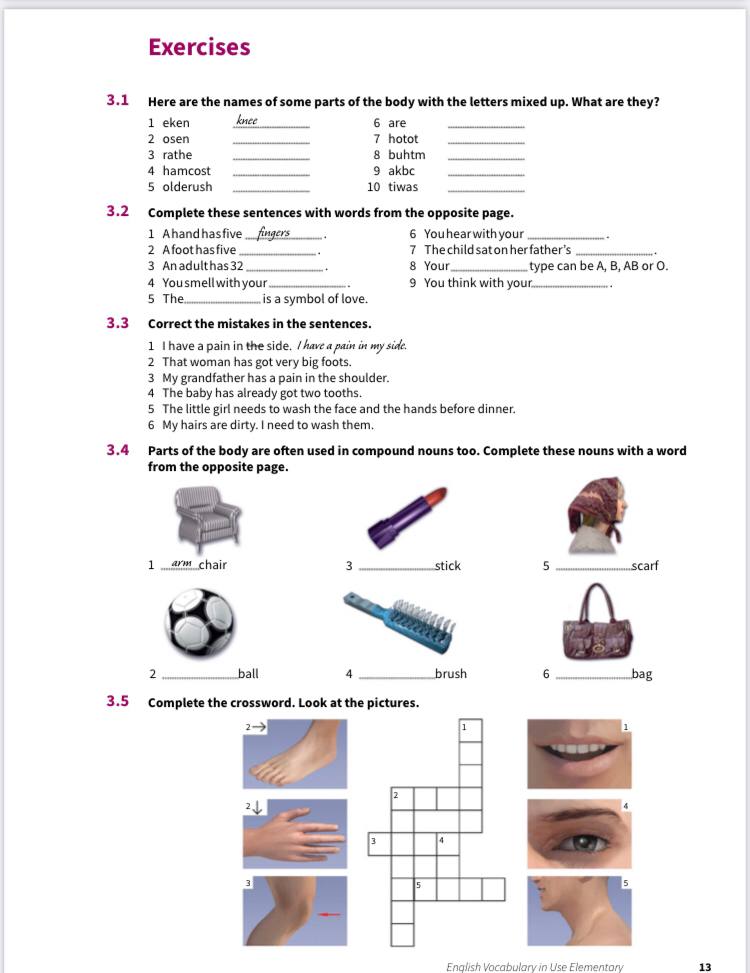 Exercises
3.1 Here are the names of some parts of the body with the letters mixed up. What are they?
1 eken knee
2 osen
3 rathe
4 hamcost
5 olderush
6 are
7 hotot
8 buhtm
9 akbc
10 tiwas
3.2 Complete these sentences with words from the opposite page.
1 A hand has five fingers .
2 A foot has five .
3 An adult has 32 .
4 You smell with your .
5 The is a symbol of love.
6 You hear with your .
7 The child sat on her father's .
8 Your type can be A, B, AB or O.
9 You think with your .
3.3 Correct the mistakes in the sentences.
1 I have a pain in the side. I have a pain in my side.
2 That woman has got very big foots.
3 My grandfather has a pain in the shoulder.
4 The baby has already got two tooths.
5 The little girl needs to wash the face and the hands before dinner.
6 My hairs are dirty. I need to wash them.
3.4 Parts of the body are often used in compound nouns too. Complete these nouns with a word
from the opposite page.
1 arm chair
3 stick
5 scarf
2 ball
4 brush
6 bag
3.5 Complete the crossword. Look at the pictures.
2→
1
1
2
2↓
4
3
4
3
5
5
English Vocabulary in Use Elementary 13